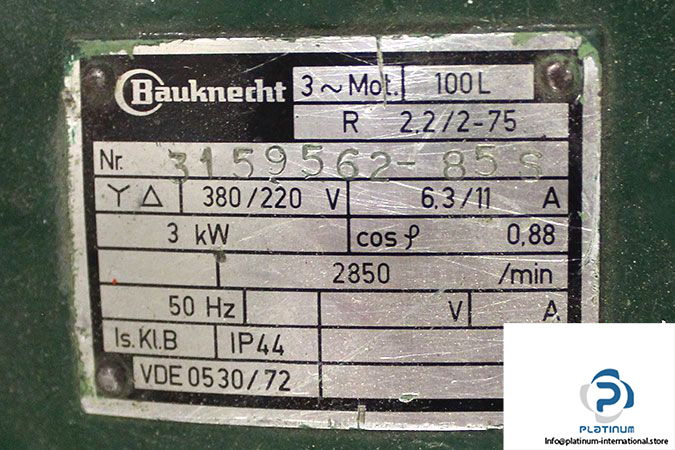 Bauknecht 3~Mot. 100L
R 2,2/2-75
Nr. 3159562-85 S
Y Δ 380/220 V 6,3/11 A
3 kW cos φ 0,88
2850 /min
50 Hz V A
Is.Kl.B IP44
VDE 0530/72
PLATINUM
Info@platinum-international.store